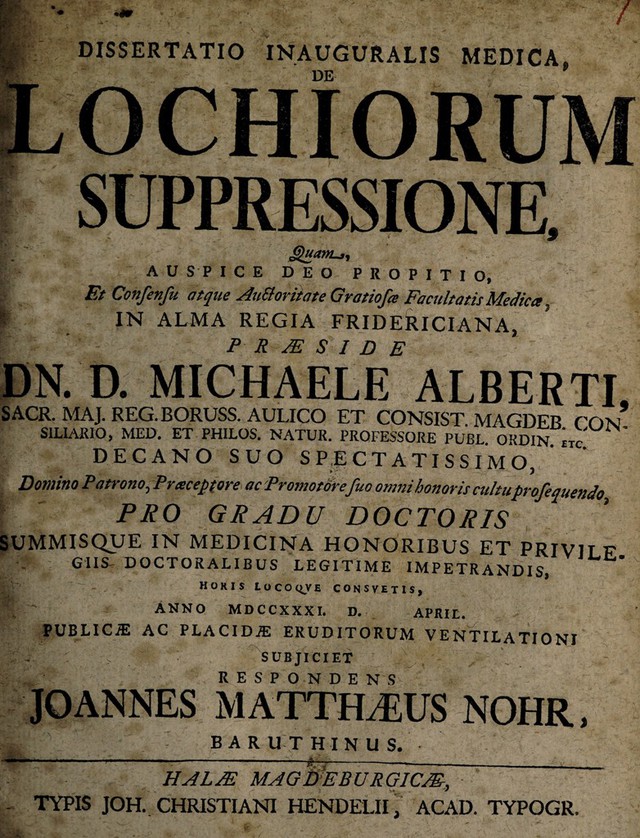 DISSERTATIO INAUGURALIS MEDICA,
DE
LOCHIORUM
SUPPRESSIONE,
Quam,
AUSPICE DEO PROPITIO,
Et Conſenſu atque Auctoritate Gratioſæ Facultatis Medicæ,
IN ALMA REGIA FRIDERICIANA,
PRÆSIDE
DN. D. MICHAELE ALBERTI,
SACR. MAJ. REG. BORUSS. AULICO ET CONSIST. MAGDEB. CON-
SILIARIO, MED. ET PHILOS. NATUR. PROFESSORE PUBL. ORDIN. ETC.
DECANO SUO SPECTATISSIMO,
Domino Patrono, Præceptore ac Promotore ſuo omni honoris cultu proſequendo,
PRO GRADU DOCTORIS
SUMMISQUE IN MEDICINA HONORIBUS ET PRIVILE-
GIIS DOCTORALIBUS LEGITIME IMPETRANDIS,
HORIS LOCOQVE CONSVETIS,
ANNO MDCCXXXI. D. APRIL.
PUBLICÆ AC PLACIDÆ ERUDITORUM VENTILATIONI
SUBJICIET
RESPONDENS
JOANNES MATTHÆUS NOHR,
BARUTHINUS.
HALÆ MAGDEBURGICÆ,
TYPIS JOH. CHRISTIANI HENDELII, ACAD. TYPOGR.